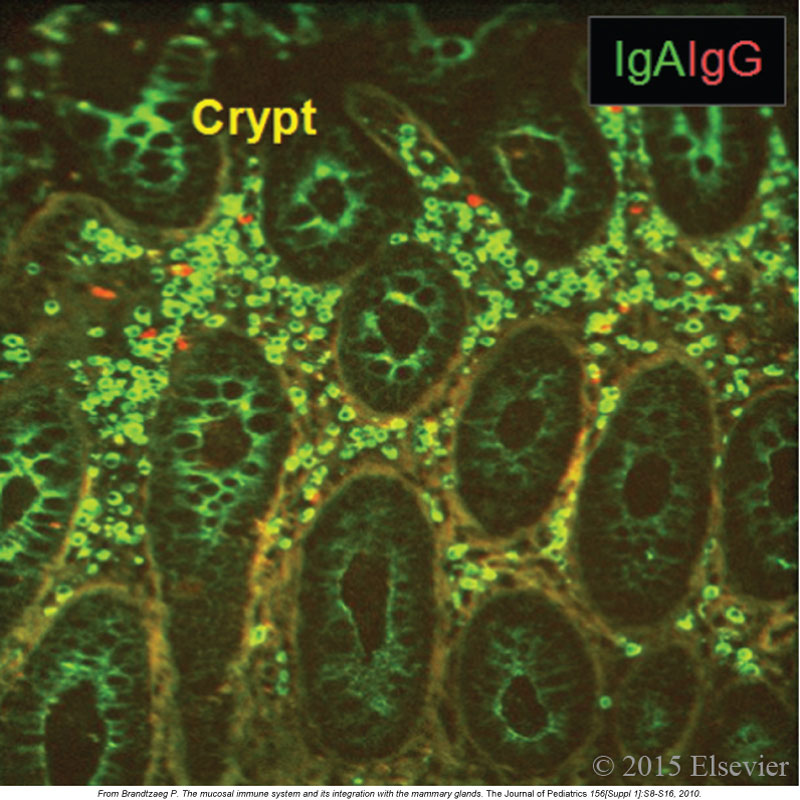 IgAIgG
Crypt
© 2015 Elsevier
From Brandtzaeg P. The mucosal immune system and its integration with the mammary glands. The Journal of Pediatrics 156[Suppl 1]:S8-S16, 2010.